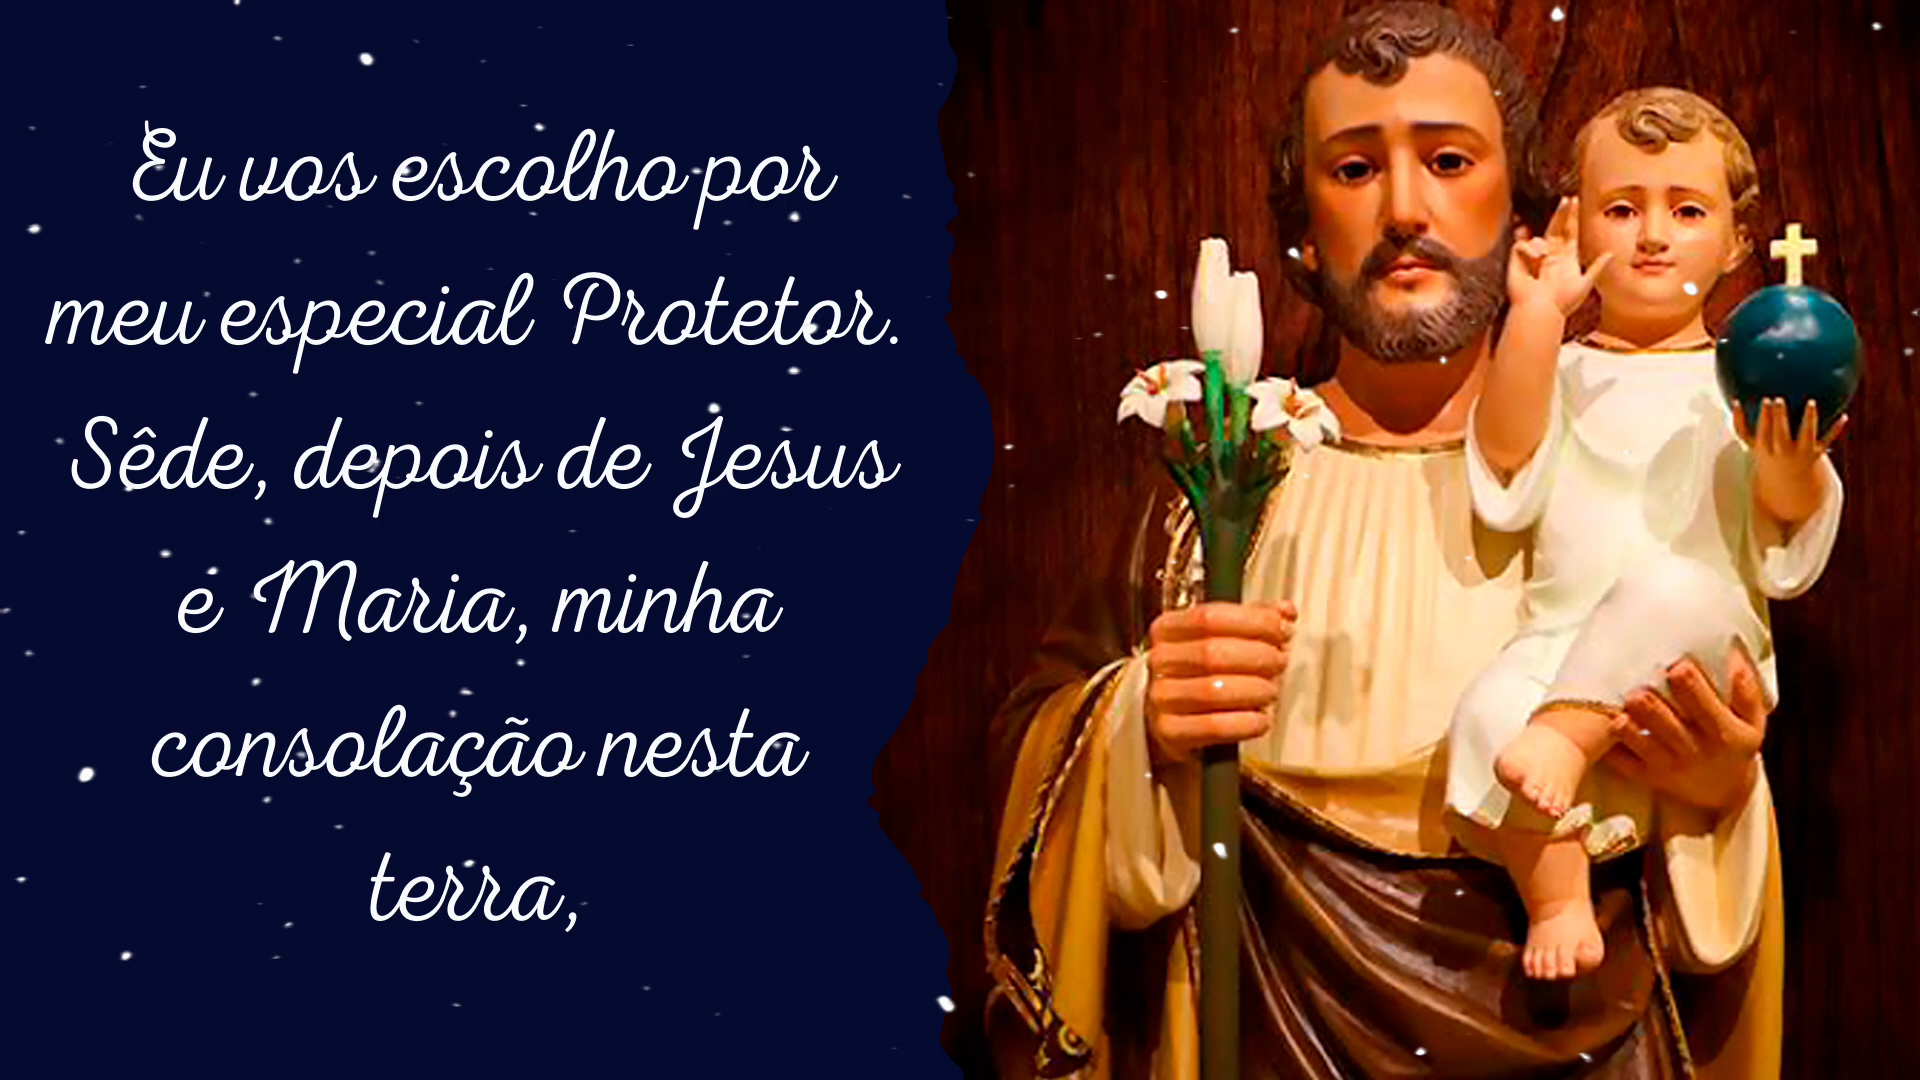 Eu vos escolho por
meu especial Protetor.
Sêde, depois de Jesus
e Maria, minha
consolação nesta
terra,